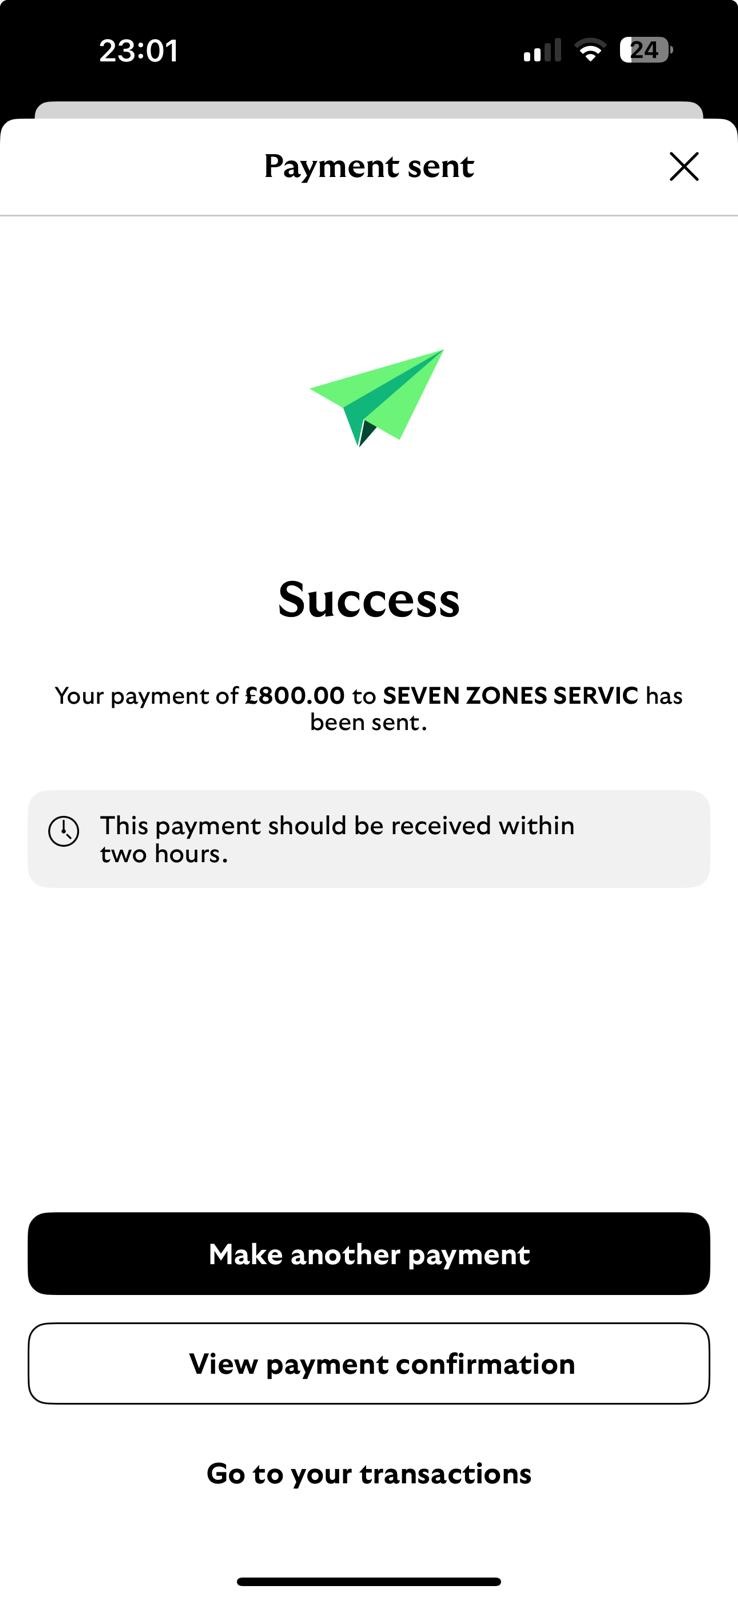 23:01
24
Payment sent
Success
Your payment of £800.00 to SEVEN ZONES SERVIC has
been sent.
This payment should be received within
two hours.
Make another payment
View payment confirmation
Go to your transactions